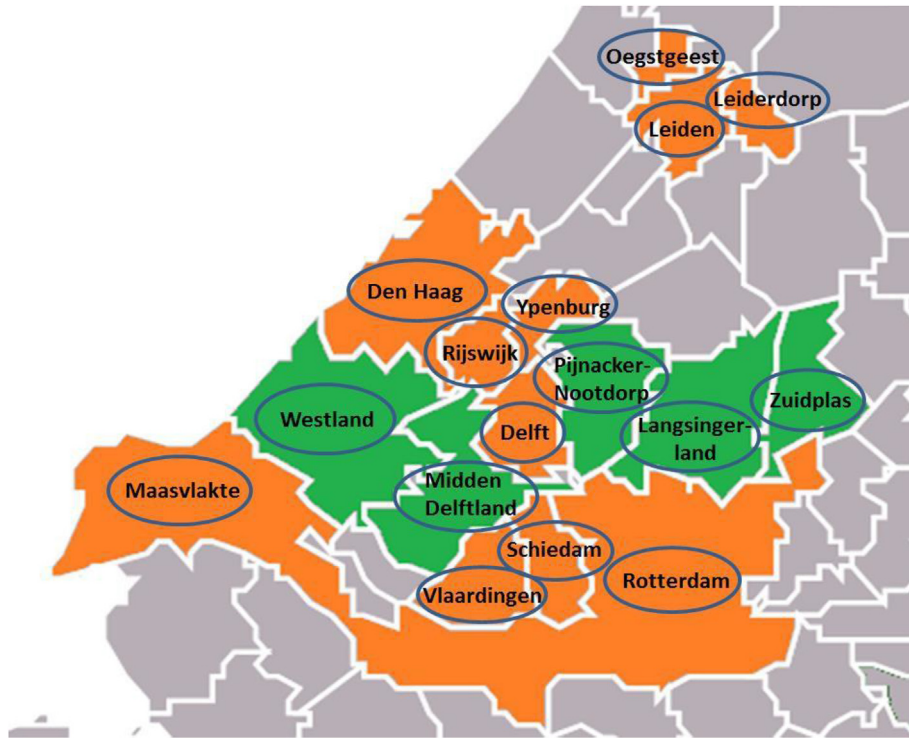 Oegstgeest
Leiderdorp
Leiden
Den Haag
Ypenburg
Rijswijk
Pijnacker-
Nootdorp
Zuidplas
Westland
Delft
Langsinger-
land
Maasvlakte
Midden
Delftland
Schiedam
Rotterdam
Vlaardingen